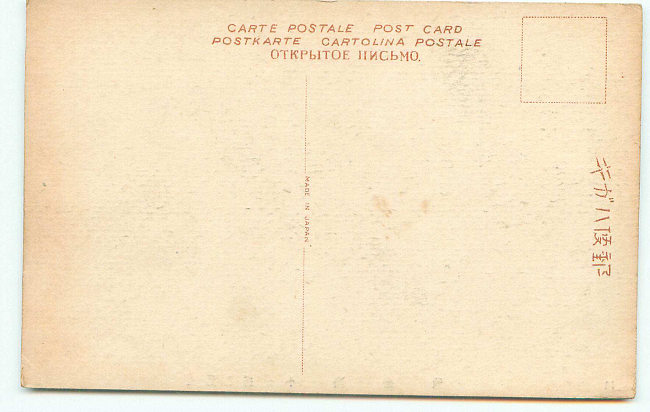 CARTE POSTALE POST CARD
POSTKARTE CARTOLINA POSTALE
ОТКРЫТОЕ ПИСЬМО.
MADE IN JAPAN
郵便ハガキ